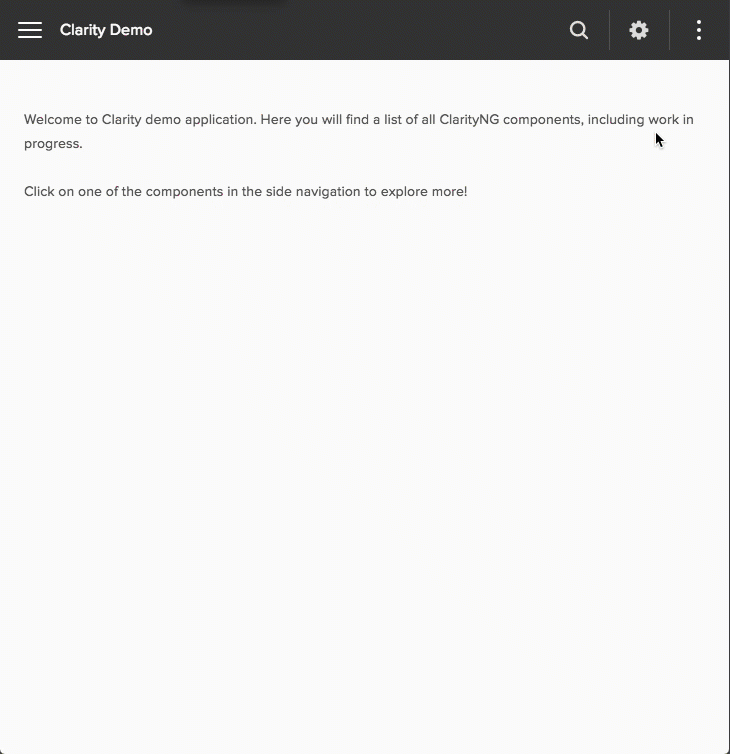 Clarity Demo
Welcome to Clarity demo application. Here you will find a list of all ClarityNG components, including work in
progress.
Click on one of the components in the side navigation to explore more!